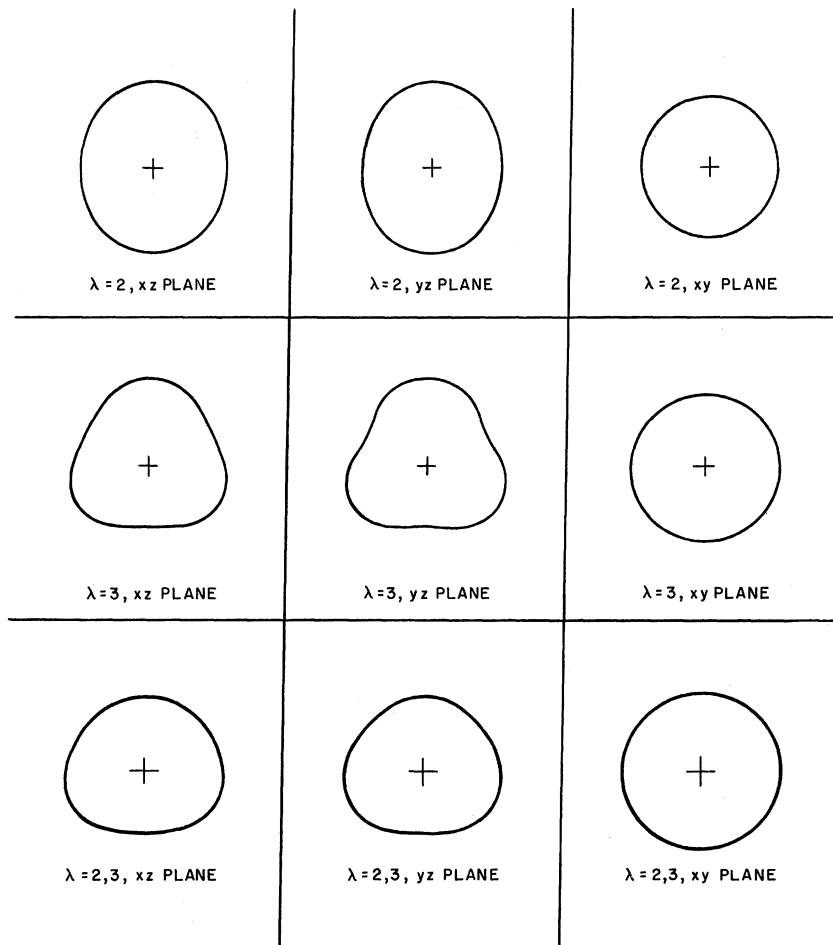 λ=2, xz PLANE
λ=2, yz PLANE
λ=2, xy PLANE
λ=3, xz PLANE
λ=3, yz PLANE
λ=3, xy PLANE
λ=2,3, xz PLANE
λ=2,3, yz PLANE
λ=2,3, xy PLANE